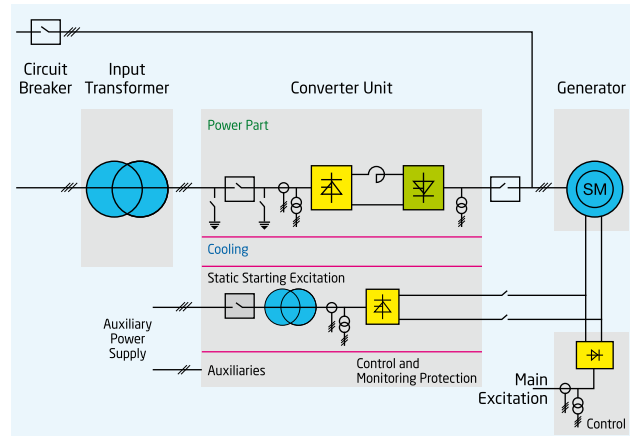 Circuit
Breaker
Input
Transformer
Converter Unit
Generator
Power Part
SM
Cooling
Static Starting Excitation
Auxiliary
Power
Supply
Auxiliaries
Control and
Monitoring Protection
Main
Excitation
Control